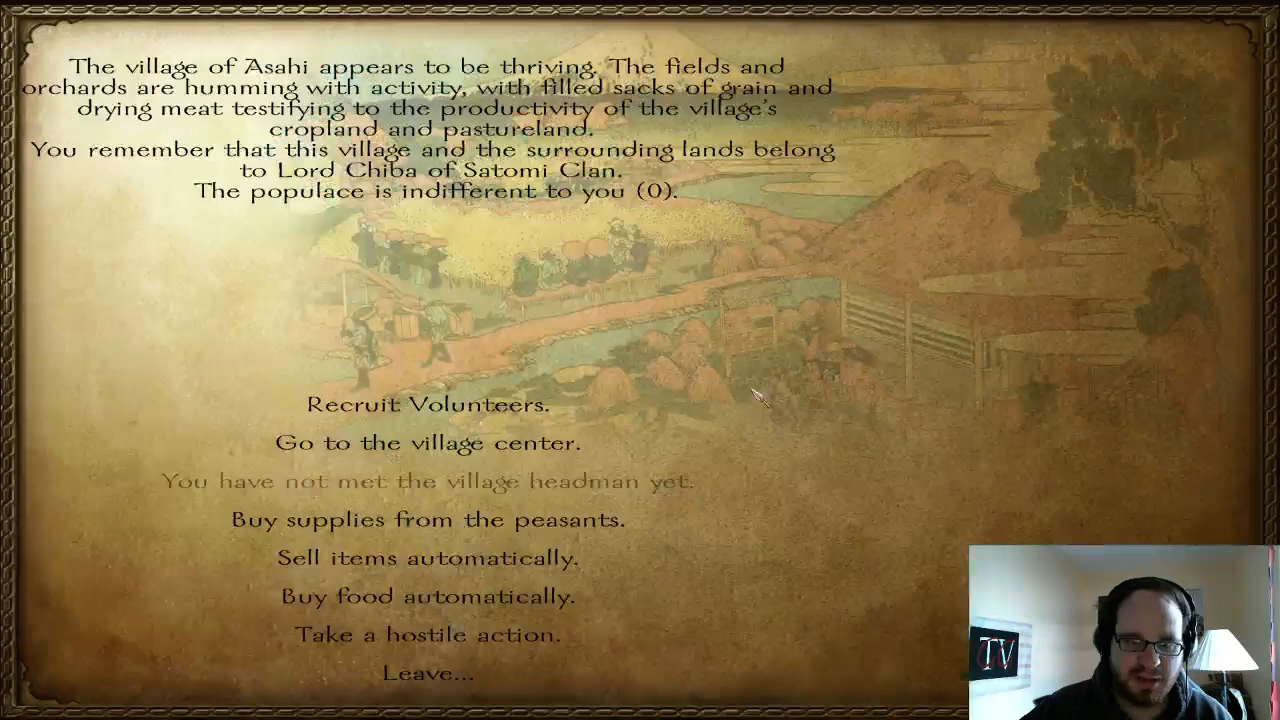 The village of Asahi appears to be thriving. The fields and
orchards are humming with activity, with filled sacks of grain and
drying meat testifying to the productivity of the village's
cropland and pastureland.
You remember that this village and the surrounding lands belong
to Lord Chiba of Satomi Clan.
The populace is indifferent to you (0).
Recruit Volunteers.
Go to the village center.
You have not met the village headman yet.
Buy supplies from the peasants.
Sell items automatically.
Buy food automatically.
Take a hostile action.
Leave...
TV